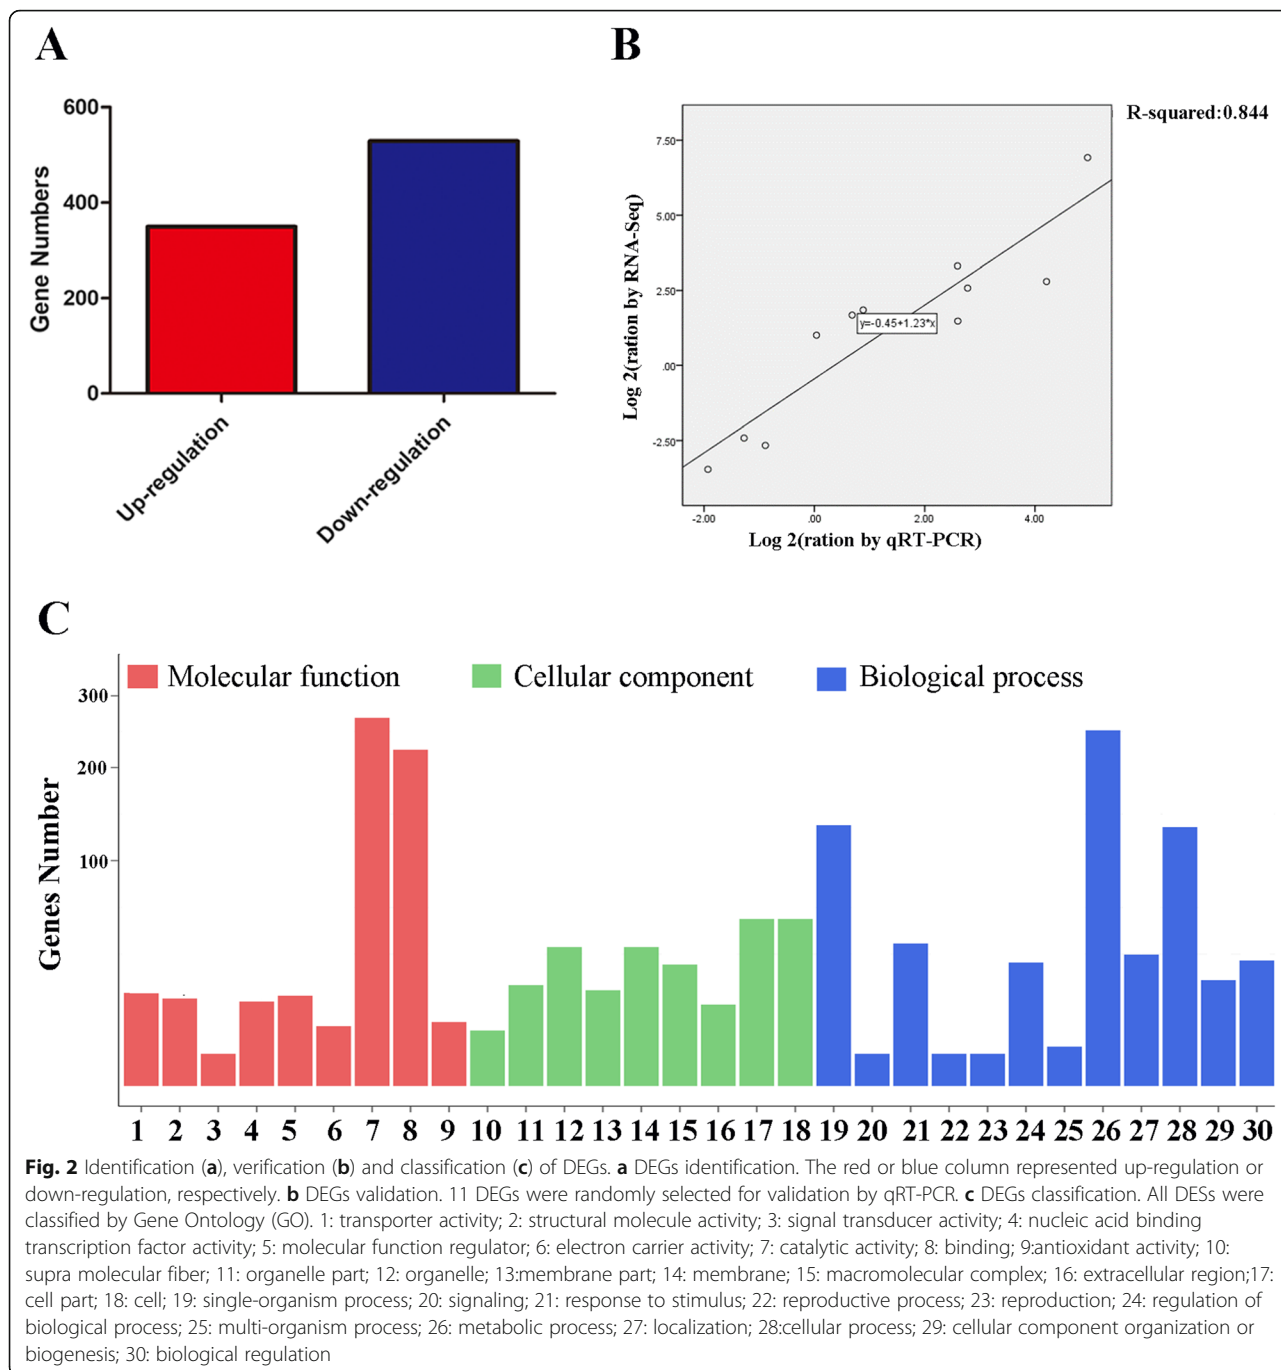 A
600
400
200
0
Gene Numbers
Up-regulation
Down-regulation
B
R-squared:0.844
7.50
5.00
2.50
.00
-2.50
Log 2(ration by RNA-Seq)
y=-0.45+1.23*x
-2.00 .00 2.00 4.00
Log 2(ration by qRT-PCR)
C
Molecular function Cellular component Biological process
300
200
100
Genes Number
1 2 3 4 5 6 7 8 9 10 11 12 13 14 15 16 17 18 19 20 21 22 23 24 25 26 27 28 29 30
Fig. 2 Identification (a), verification (b) and classification (c) of DEGs. a DEGs identification. The red or blue column represented up-regulation or
down-regulation, respectively. b DEGs validation. 11 DEGs were randomly selected for validation by qRT-PCR. c DEGs classification. All DESs were
classified by Gene Ontology (GO). 1: transporter activity; 2: structural molecule activity; 3: signal transducer activity; 4: nucleic acid binding
transcription factor activity; 5: molecular function regulator; 6: electron carrier activity; 7: catalytic activity; 8: binding; 9:antioxidant activity; 10:
supra molecular fiber; 11: organelle part; 12: organelle; 13:membrane part; 14: membrane; 15: macromolecular complex; 16: extracellular region;17:
cell part; 18: cell; 19: single-organism process; 20: signaling; 21: response to stimulus; 22: reproductive process; 23: reproduction; 24: regulation of
biological process; 25: multi-organism process; 26: metabolic process; 27: localization; 28:cellular process; 29: cellular component organization or
biogenesis; 30: biological regulation